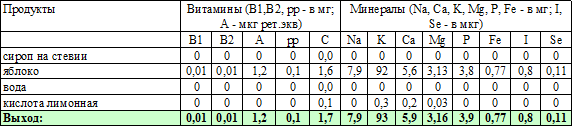 Продукты Витамины (B1,B2, pp - в мг; Минералы (Na, Ca, K, Mg, P, Fe - в мг; I,
A - мкг рет.экв) Se - в мкг)
B1 B2 A pp C Na K Ca Mg P Fe I Se
сироп на стевии 0 0 0 0 0,0 0 0 0 0 0 0 0 0
яблоко 0,01 0,01 1,2 0,1 1,6 7,9 92 5,6 3,13 3,8 0,77 0,8 0,11
вода 0 0 0 0 0,0 0 0 0 0 0 0 0 0
кислота лимонная 0 0 0 0 0,1 0 0,3 0,2 0,03 0 0 0 0
Выход: 0,01 0,01 1,2 0,1 1,7 7,9 93 5,9 3,16 3,9 0,77 0,8 0,11